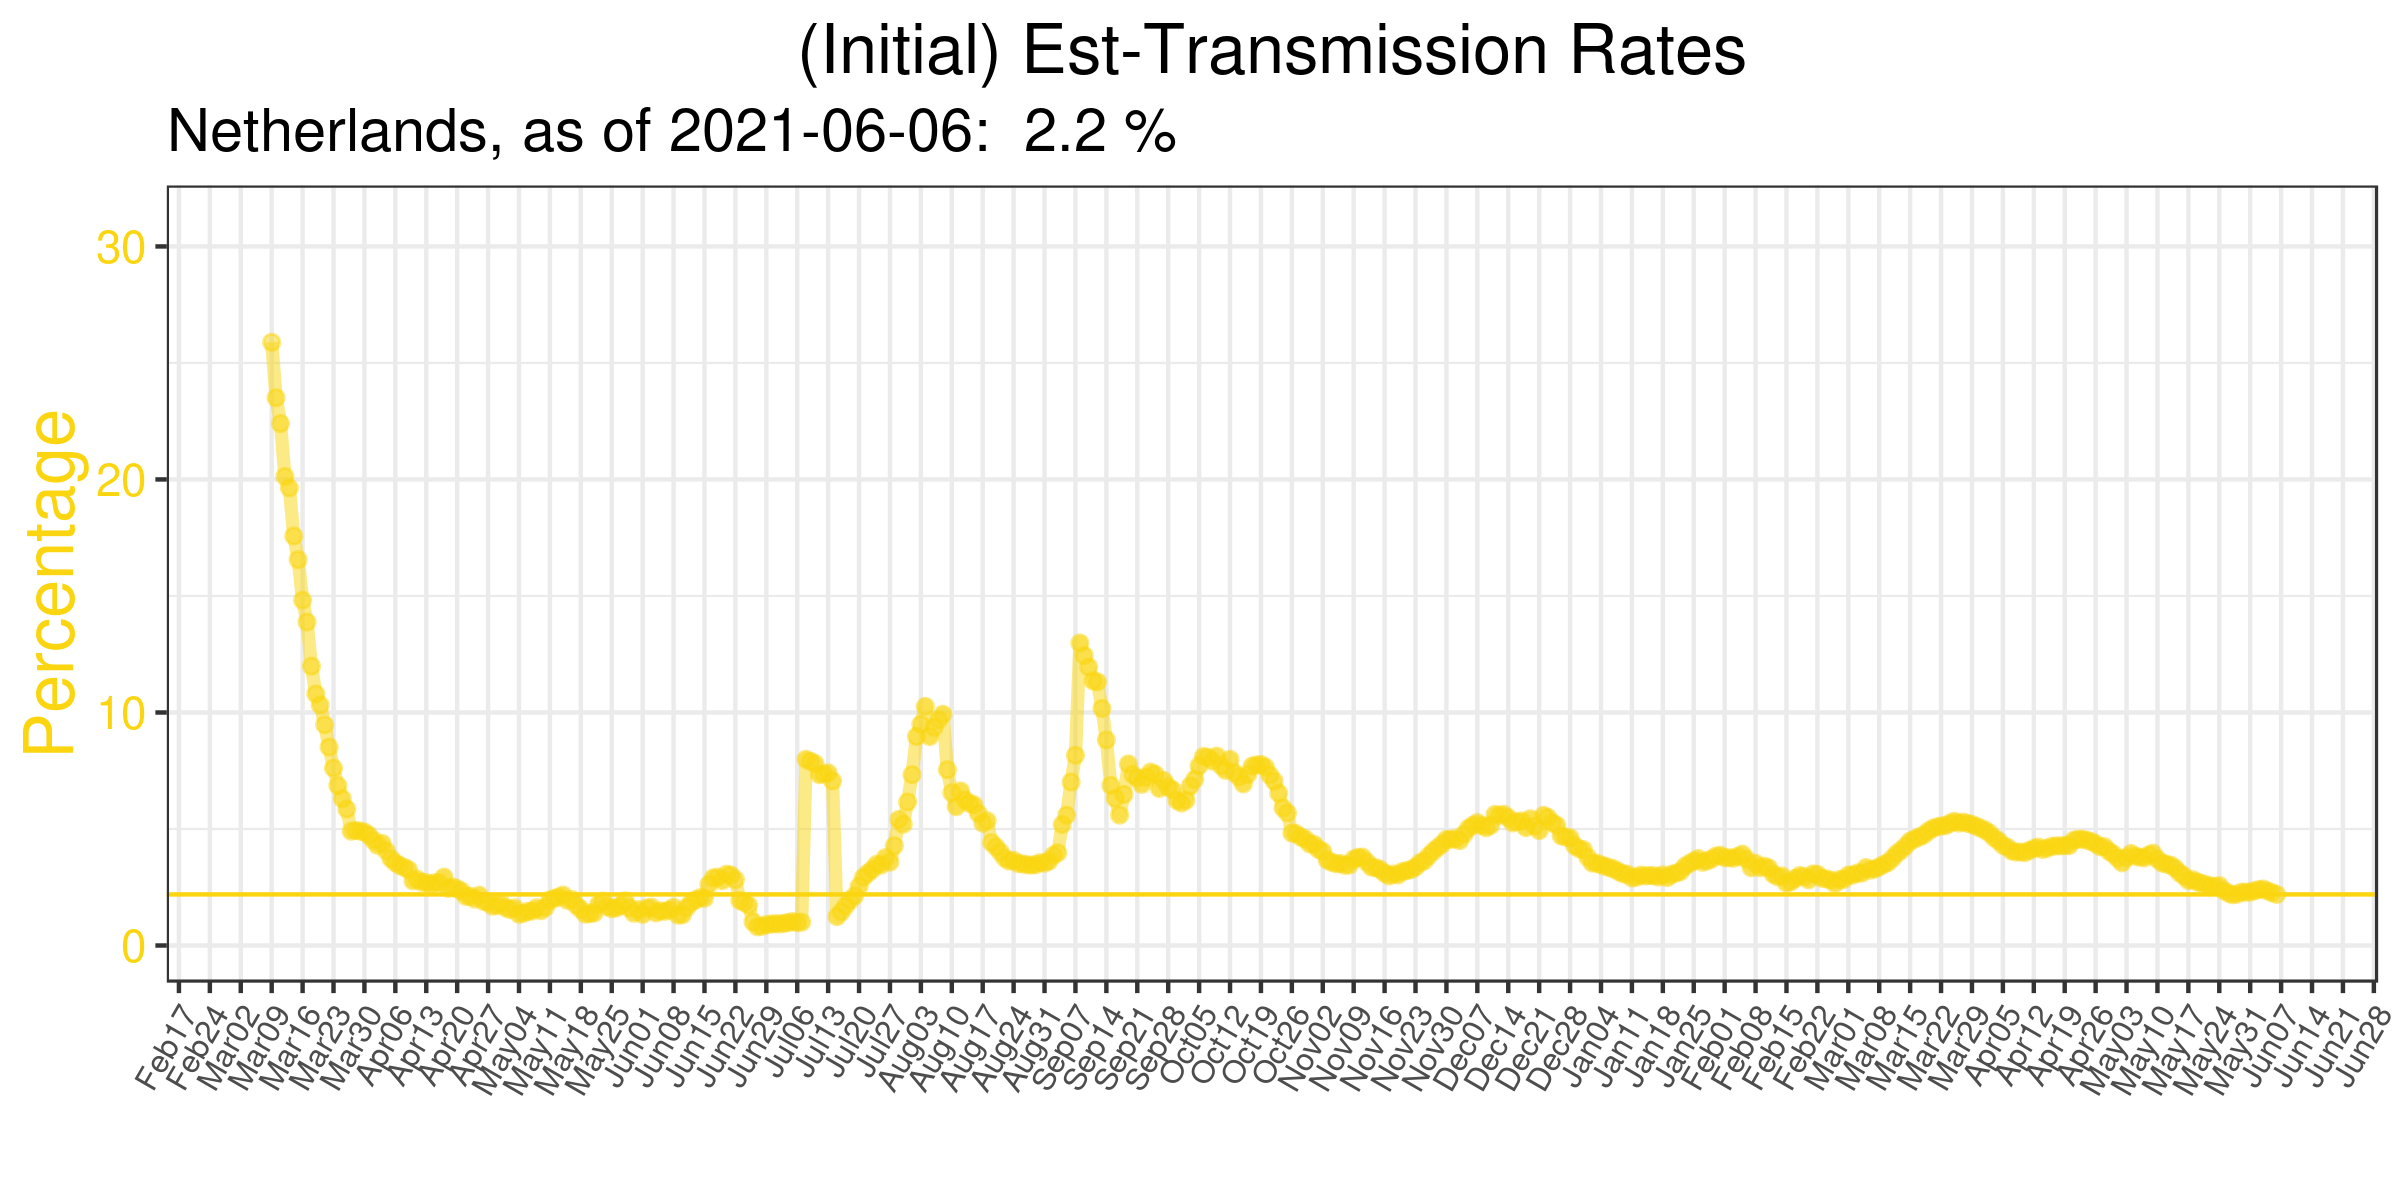 (Initial) Est-Transmission Rates
Netherlands, as of 2021-06-06:  2.2 %
Percentage
30
20
10
0
Feb17
Feb24
Mar02
Mar09
Mar16
Mar23
Mar30
Apr06
Apr13
Apr20
Apr27
May04
May11
May18
May25
Jun01
Jun08
Jun15
Jun22
Jun29
Jul06
Jul13
Jul20
Jul27
Aug03
Aug10
Aug17
Aug24
Aug31
Sep07
Sep14
Sep21
Sep28
Oct05
Oct12
Oct19
Oct26
Nov02
Nov09
Nov16
Nov23
Nov30
Dec07
Dec14
Dec21
Dec28
Jan04
Jan11
Jan18
Jan25
Feb01
Feb08
Feb15
Feb22
Mar01
Mar08
Mar15
Mar22
Mar29
Apr05
Apr12
Apr19
Apr26
May03
May10
May17
May24
May31
Jun07
Jun14
Jun21
Jun28